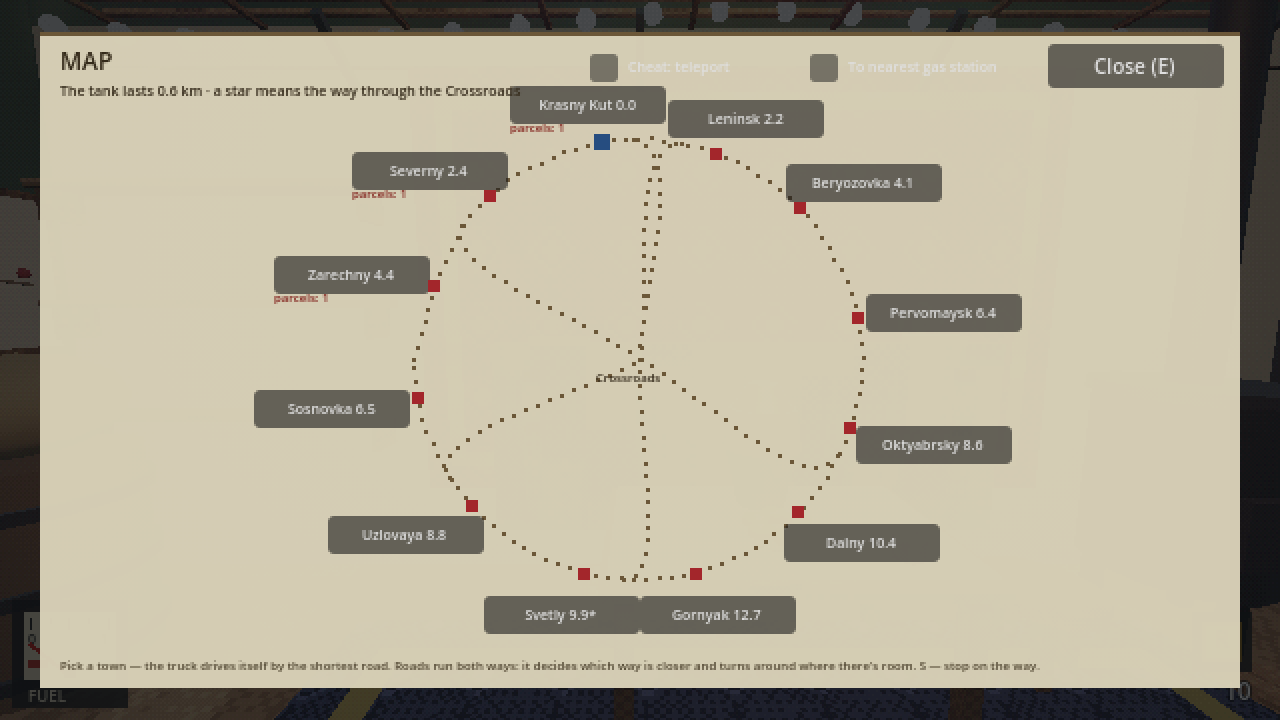 MAP
Cheat: teleport
To nearest gas station
Close (E)
The tank lasts 0.6 km - a star means the way through the Crossroads
Krasny Kut 0.0
parcels: 1
Leninsk 2.2
Severny 2.4
parcels: 1
Beryozovka 4.1
Zarechny 4.4
parcels: 1
Pervomaysk 6.4
Crossroads
Sosnovka 6.5
Oktyabrsky 8.6
Uzlovaya 8.8
Dalny 10.4
Svetly 9.9*
Gornyak 12.7
Pick a town — the truck drives itself by the shortest road. Roads run both ways: it decides which way is closer and turns around where there's room. S — stop on the way.
FUEL